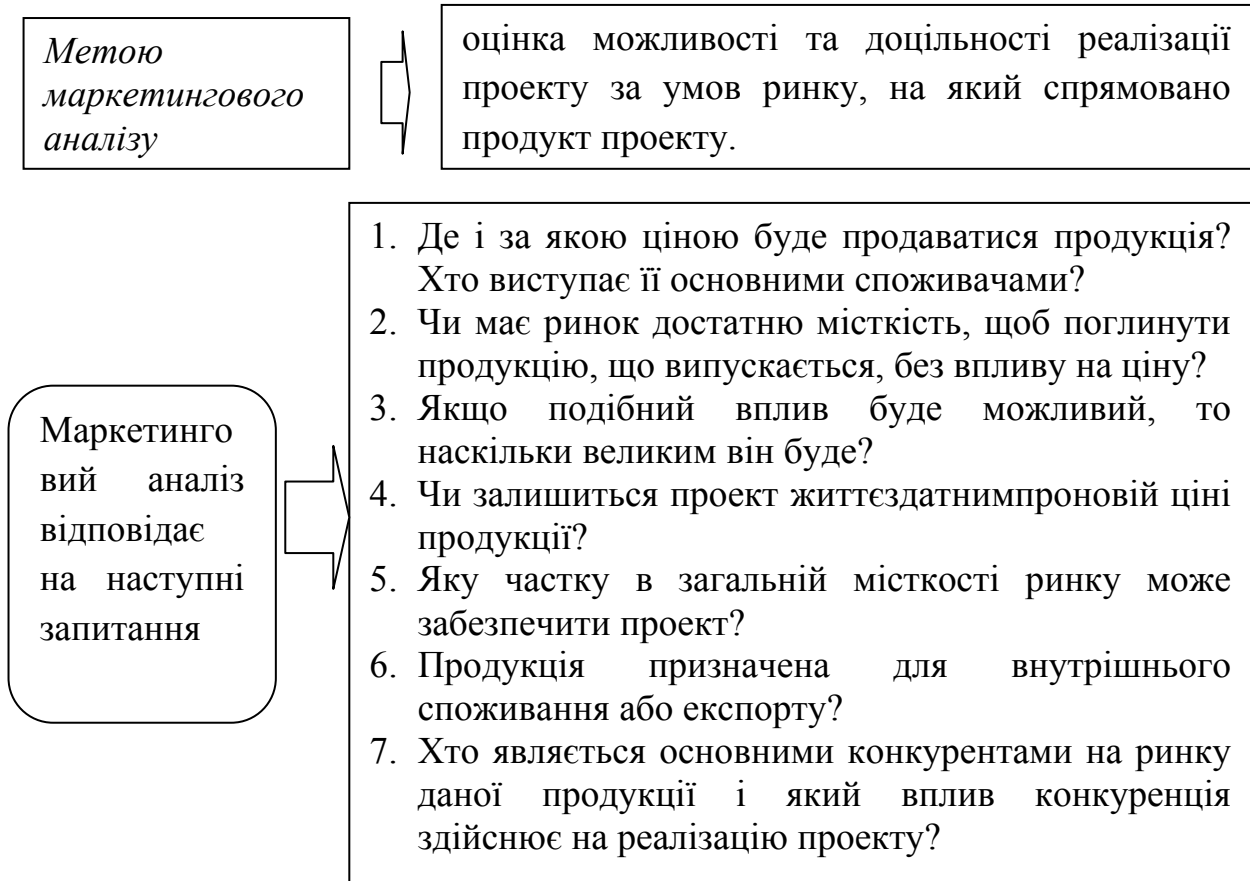 Метою
маркетингового
аналізу
оцінка можливості та доцільності реалізації
проекту за умов ринку, на який спрямовано
продукт проекту.
Маркетинго
вий аналіз
відповідає
на наступні
запитання
1. Де і за якою ціною буде продаватися продукція?
Хто виступає її основними споживачами?
2. Чи має ринок достатню місткість, щоб поглинути
продукцію, що випускається, без впливу на ціну?
3. Якщо подібний вплив буде можливий, то
наскільки великим він буде?
4. Чи залишиться проект життєздатнимпроновій ціні
продукції?
5. Яку частку в загальній місткості ринку може
забезпечити проект?
6. Продукція призначена для внутрішнього
споживання або експорту?
7. Хто являється основними конкурентами на ринку
даної продукції і який вплив конкуренція
здійснює на реалізацію проекту?